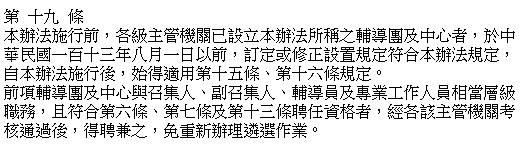 第 十九 條
本辦法施行前，各級主管機關已設立本辦法所稱之輔導團及中心者，於中
華民國一百十三年八月一日以前，訂定或修正設置規定符合本辦法規定，
自本辦法施行後，始得適用第十五條、第十六條規定。
前項輔導團及中心與召集人、副召集人、輔導員及專業工作人員相當層級
職務，且符合第六條、第七條及第十三條聘任資格者，經各該主管機關考
核通過後，得聘兼之，免重新辦理遴選作業。